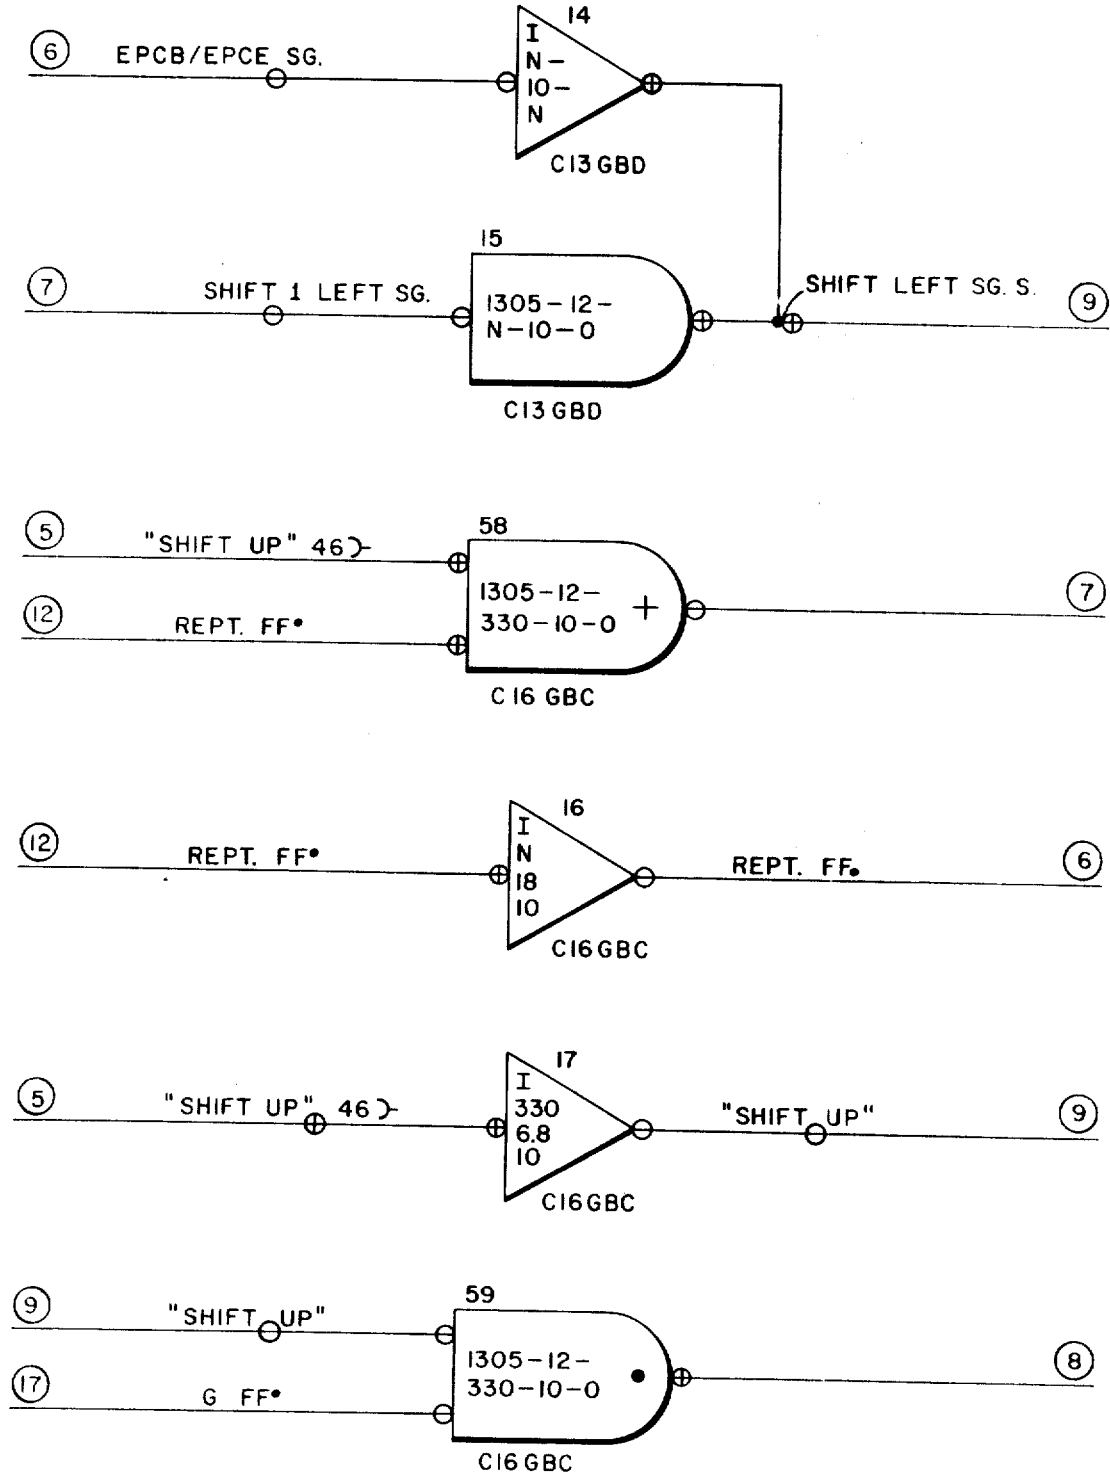 14
6 EPCB/EPCE SG.
I
N-
10-
N
C13GBD
15
7 SHIFT 1 LEFT SG.
1305-12-
N-10-0
SHIFT LEFT SG. S.
9
C13GBD
58
5 "SHIFT UP" 46
12 REPT. FF•
1305-12-
330-10-0 +
7
C16 GBC
16
12 REPT. FF•
I
N
18
10
REPT. FF•
6
C16GBC
17
5 "SHIFT UP" 46
I
330
6.8
10
"SHIFT UP"
9
C16GBC
59
9 "SHIFT UP"
17 G FF•
1305-12-
330-10-0 •
8
C16GBC